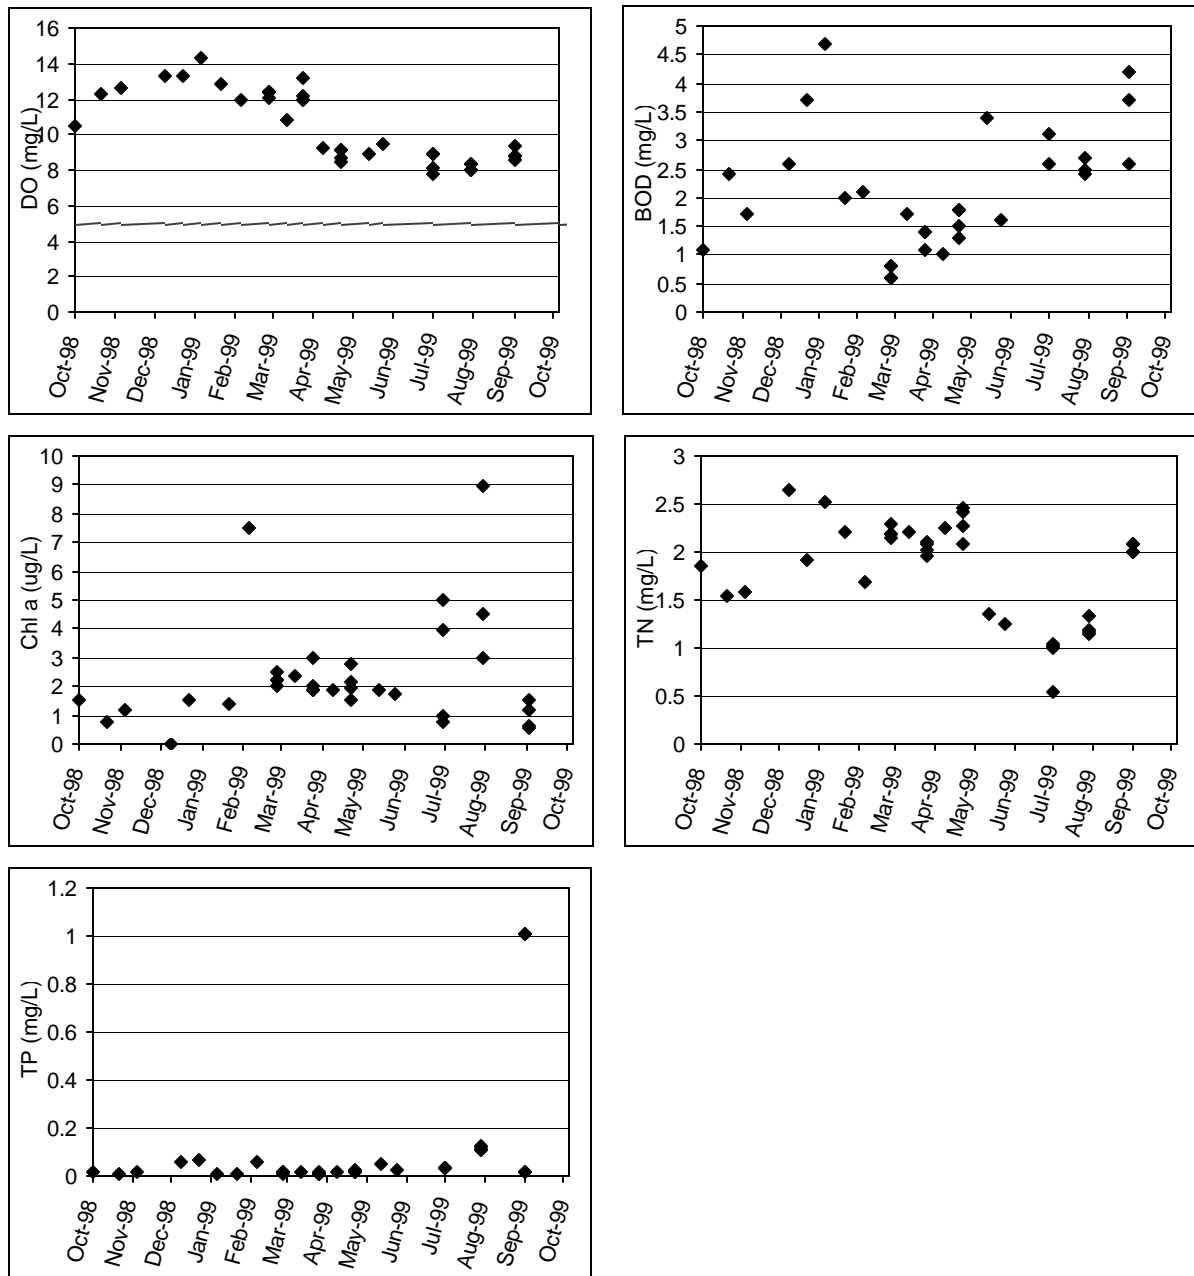 DO (mg/L)
16
14
12
10
8
6
4
2
0
Oct-98
Nov-98
Dec-98
Jan-99
Feb-99
Mar-99
Apr-99
May-99
Jun-99
Jul-99
Aug-99
Sep-99
Oct-99
BOD (mg/L)
5
4.5
4
3.5
3
2.5
2
1.5
1
0.5
0
Oct-98
Nov-98
Dec-98
Jan-99
Feb-99
Mar-99
Apr-99
May-99
Jun-99
Jul-99
Aug-99
Sep-99
Oct-99
Chl a (ug/L)
10
9
8
7
6
5
4
3
2
1
0
Oct-98
Nov-98
Dec-98
Jan-99
Feb-99
Mar-99
Apr-99
May-99
Jun-99
Jul-99
Aug-99
Sep-99
Oct-99
TN (mg/L)
3
2.5
2
1.5
1
0.5
0
Oct-98
Nov-98
Dec-98
Jan-99
Feb-99
Mar-99
Apr-99
May-99
Jun-99
Jul-99
Aug-99
Sep-99
Oct-99
TP (mg/L)
1.2
1
0.8
0.6
0.4
0.2
0
Oct-98
Nov-98
Dec-98
Jan-99
Feb-99
Mar-99
Apr-99
May-99
Jun-99
Jul-99
Aug-99
Sep-99
Oct-99